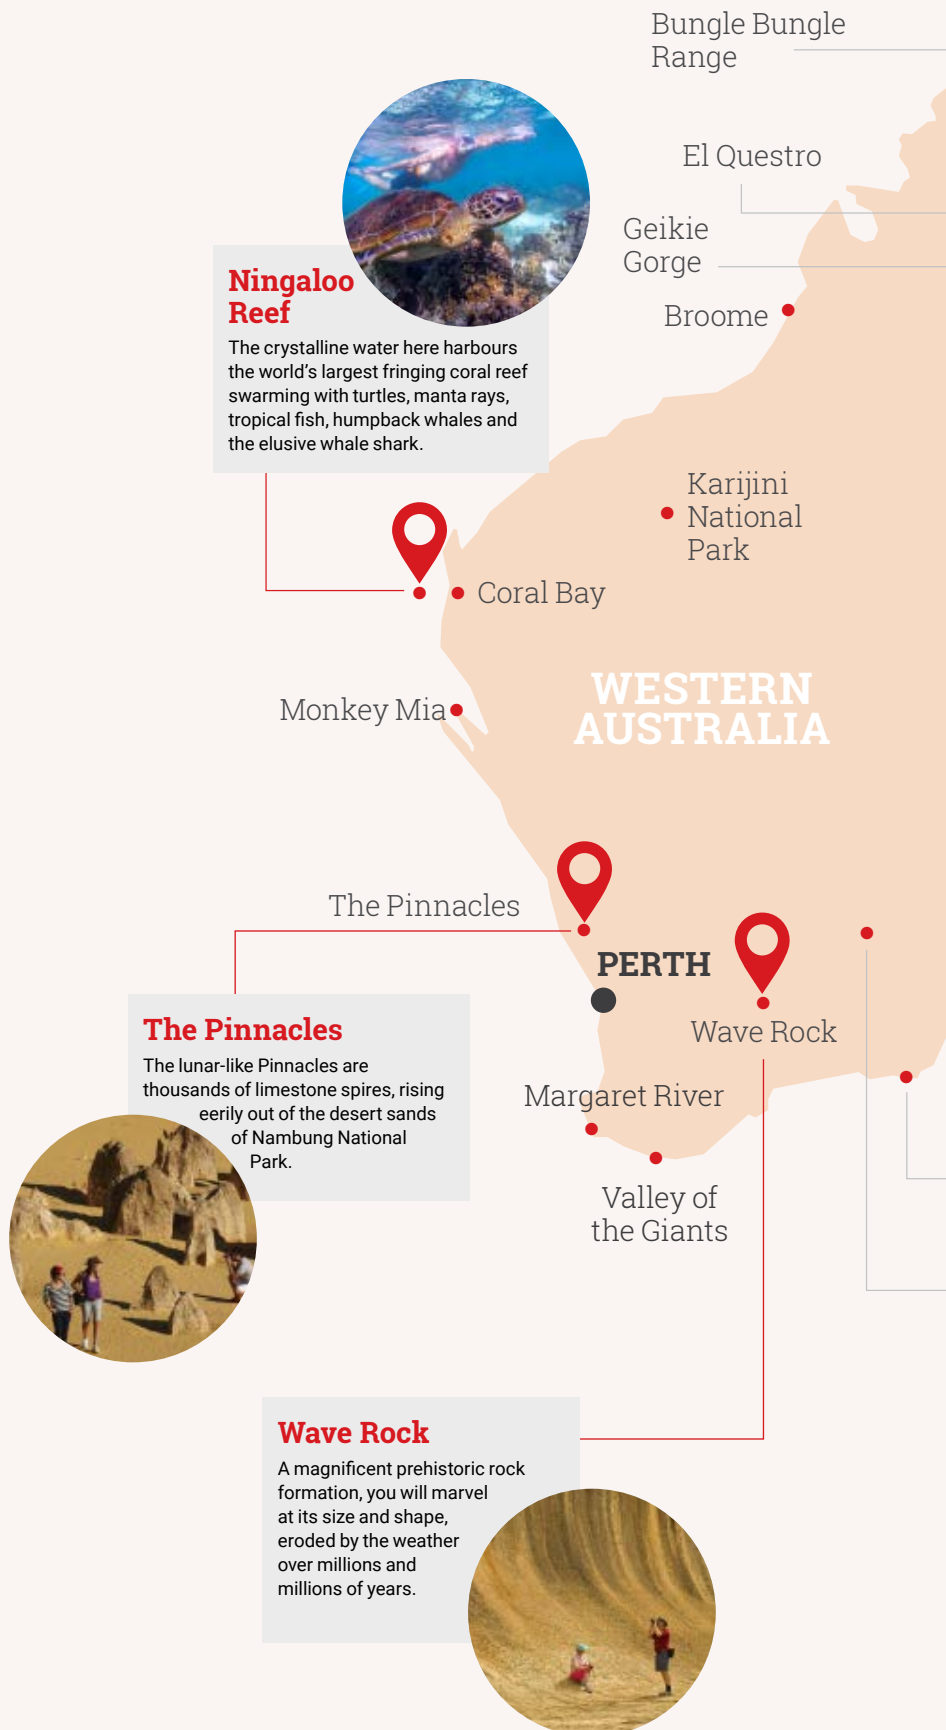 Bungle Bungle
Range
El Questro
Geikie
Gorge
Broome
Ningaloo
Reef
The crystalline water here harbours
the world’s largest fringing coral reef
swarming with turtles, manta rays,
tropical fish, humpback whales and
the elusive whale shark.
Karijini
National
Park
Coral Bay
WESTERN
AUSTRALIA
Monkey Mia
The Pinnacles
PERTH
Wave Rock
The Pinnacles
The lunar-like Pinnacles are
thousands of limestone spires, rising
eerily out of the desert sands
of Nambung National
Park.
Margaret River
Valley of
the Giants
Wave Rock
A magnificent prehistoric rock
formation, you will marvel
at its size and shape,
eroded by the weather
over millions and
millions of years.